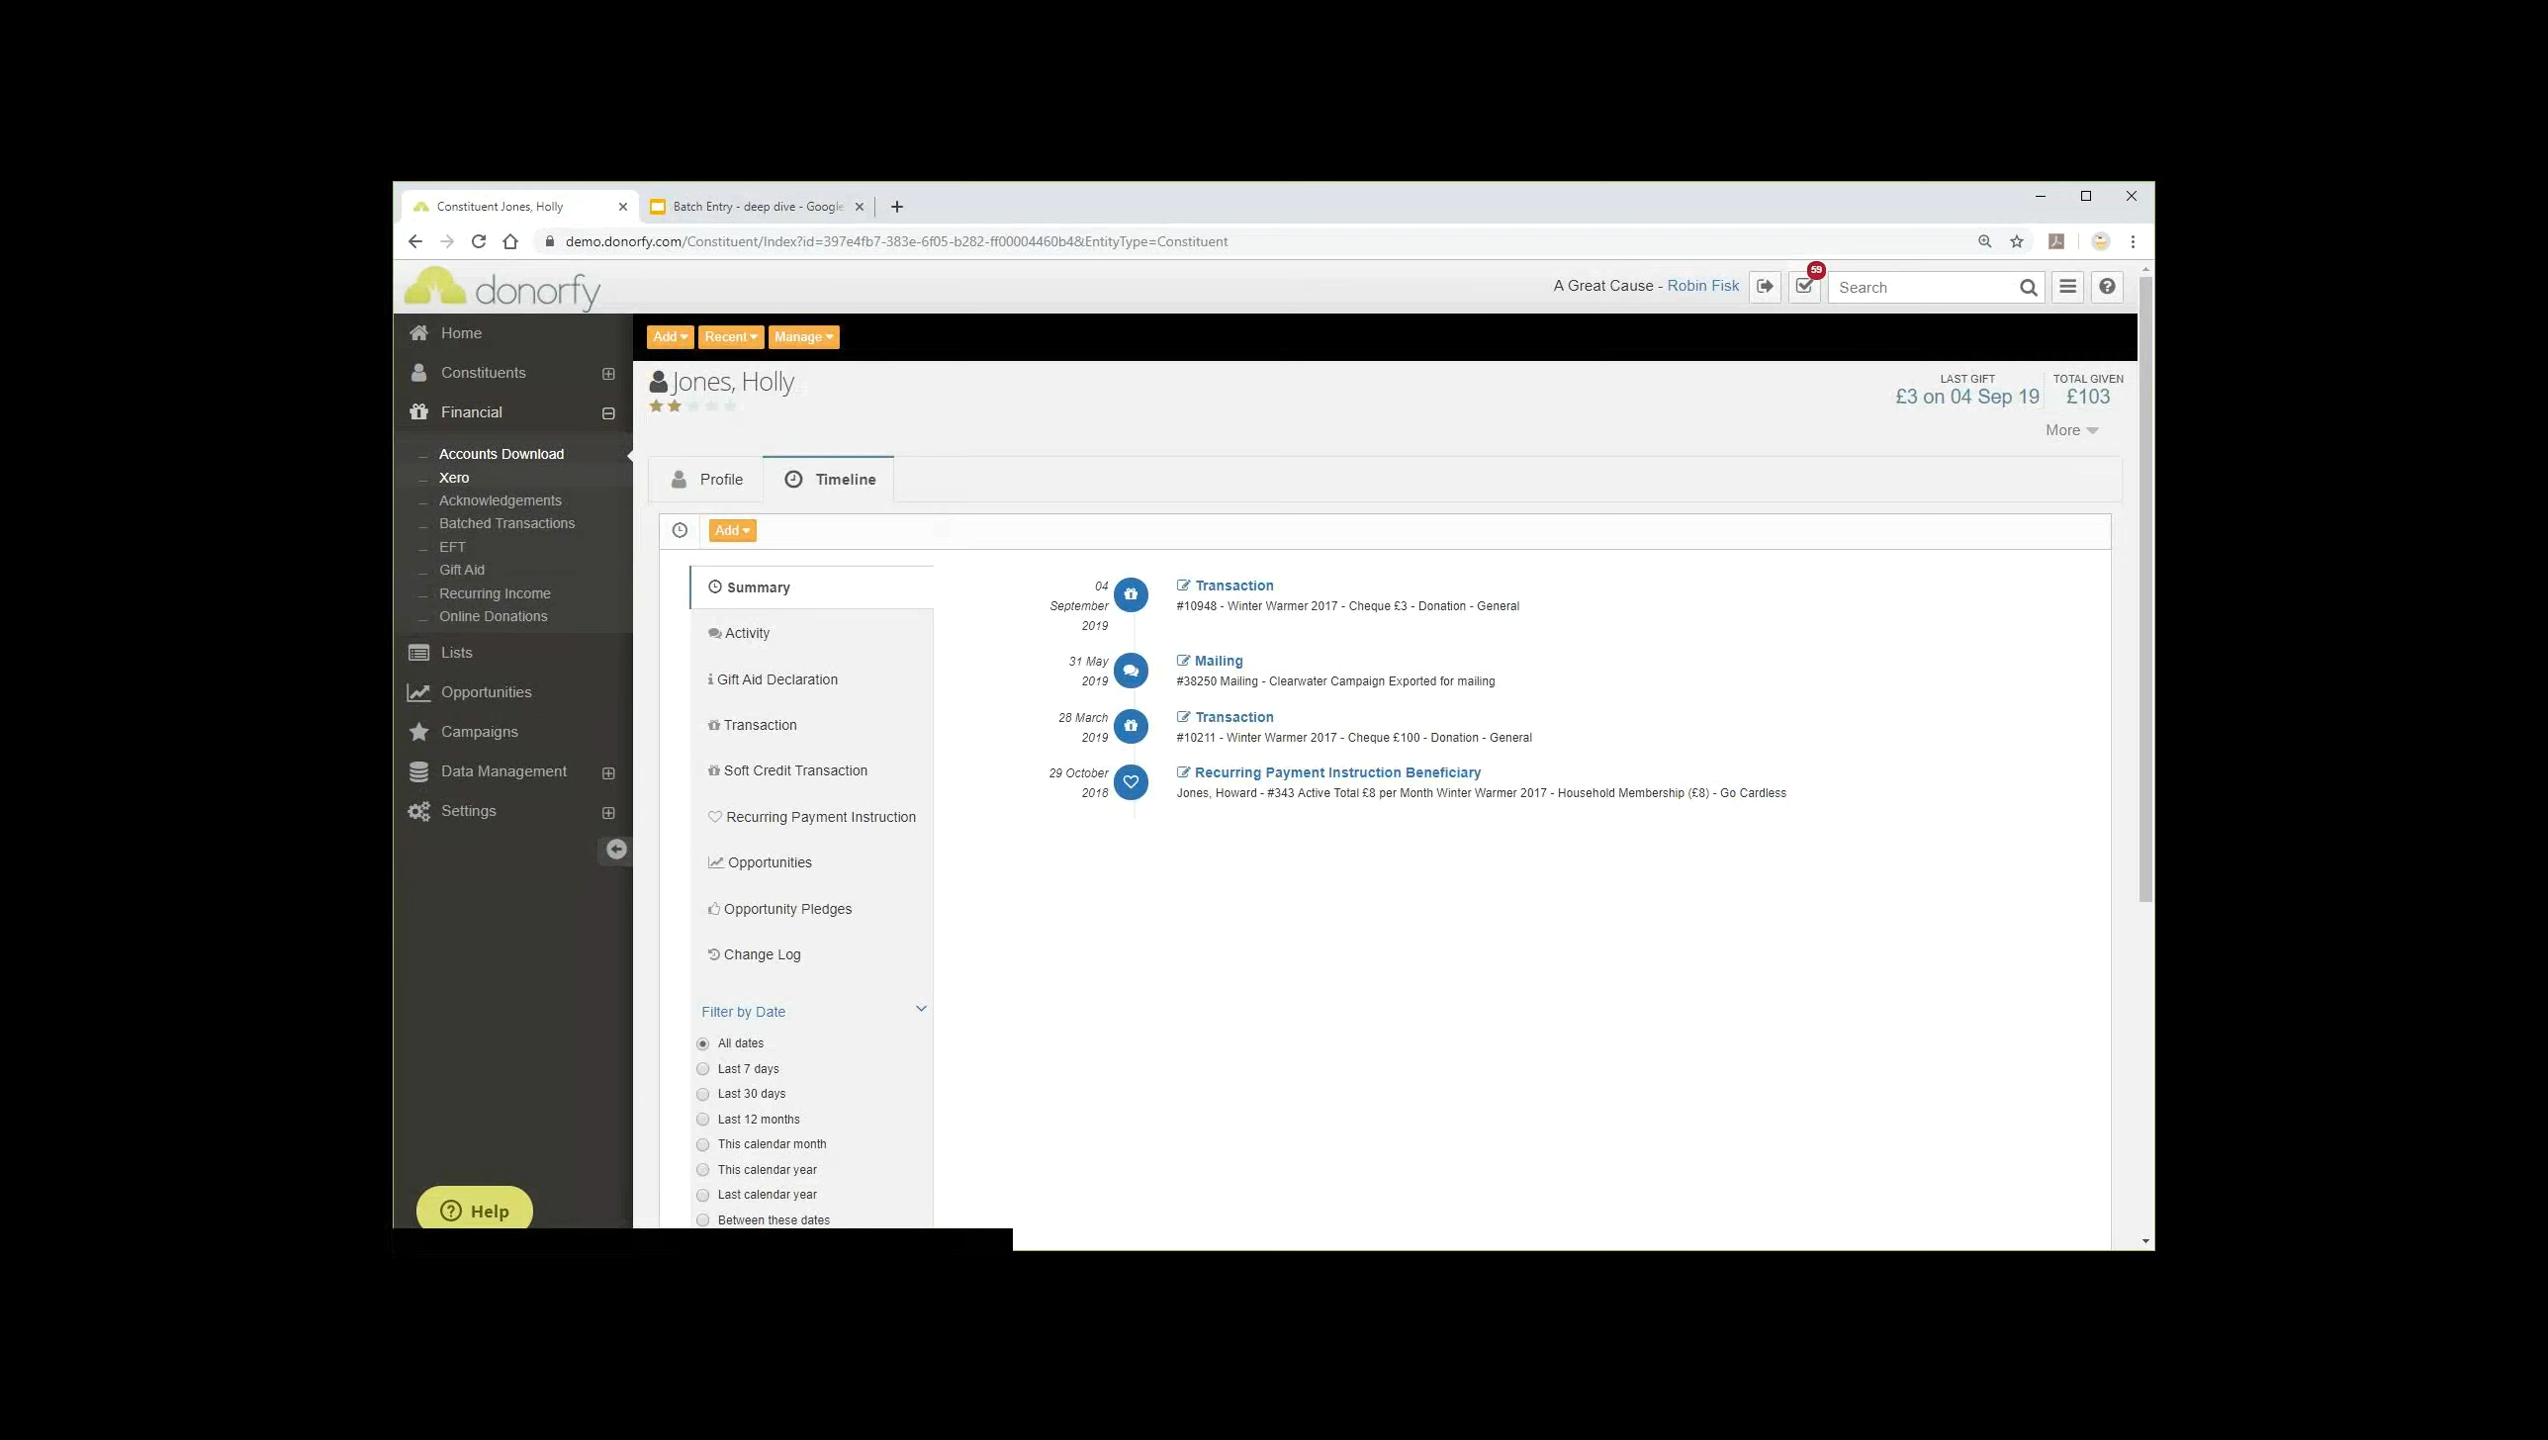 Constituent Jones, Holly
Batch Entry - deep dive - Google
demo.donorfy.com/Constituent/Index?id=397e4fb7-383e-6f05-b282-ff00004460b4&EntityType=Constituent
donorfy
A Great Cause - Robin Fisk
59
Search
Home
Constituents
Financial
Accounts Download
Xero
Acknowledgements
Batched Transactions
EFT
Gift Aid
Recurring Income
Online Donations
Lists
Opportunities
Campaigns
Data Management
Settings
Help
Add
Recent
Manage
Jones, Holly
LAST GIFT
£3 on 04 Sep 19
TOTAL GIVEN
£103
More
Profile
Timeline
Add
Summary
Activity
Gift Aid Declaration
Transaction
Soft Credit Transaction
Recurring Payment Instruction
Opportunities
Opportunity Pledges
Change Log
Filter by Date
All dates
Last 7 days
Last 30 days
Last 12 months
This calendar month
This calendar year
Last calendar year
Between these dates
04
September
2019
Transaction
#10948 - Winter Warmer 2017 - Cheque £3 - Donation - General
31 May
2019
Mailing
#38250 Mailing - Clearwater Campaign Exported for mailing
28 March
2019
Transaction
#10211 - Winter Warmer 2017 - Cheque £100 - Donation - General
29 October
2018
Recurring Payment Instruction Beneficiary
Jones, Howard - #343 Active Total £8 per Month Winter Warmer 2017 - Household Membership (£8) - Go Cardless